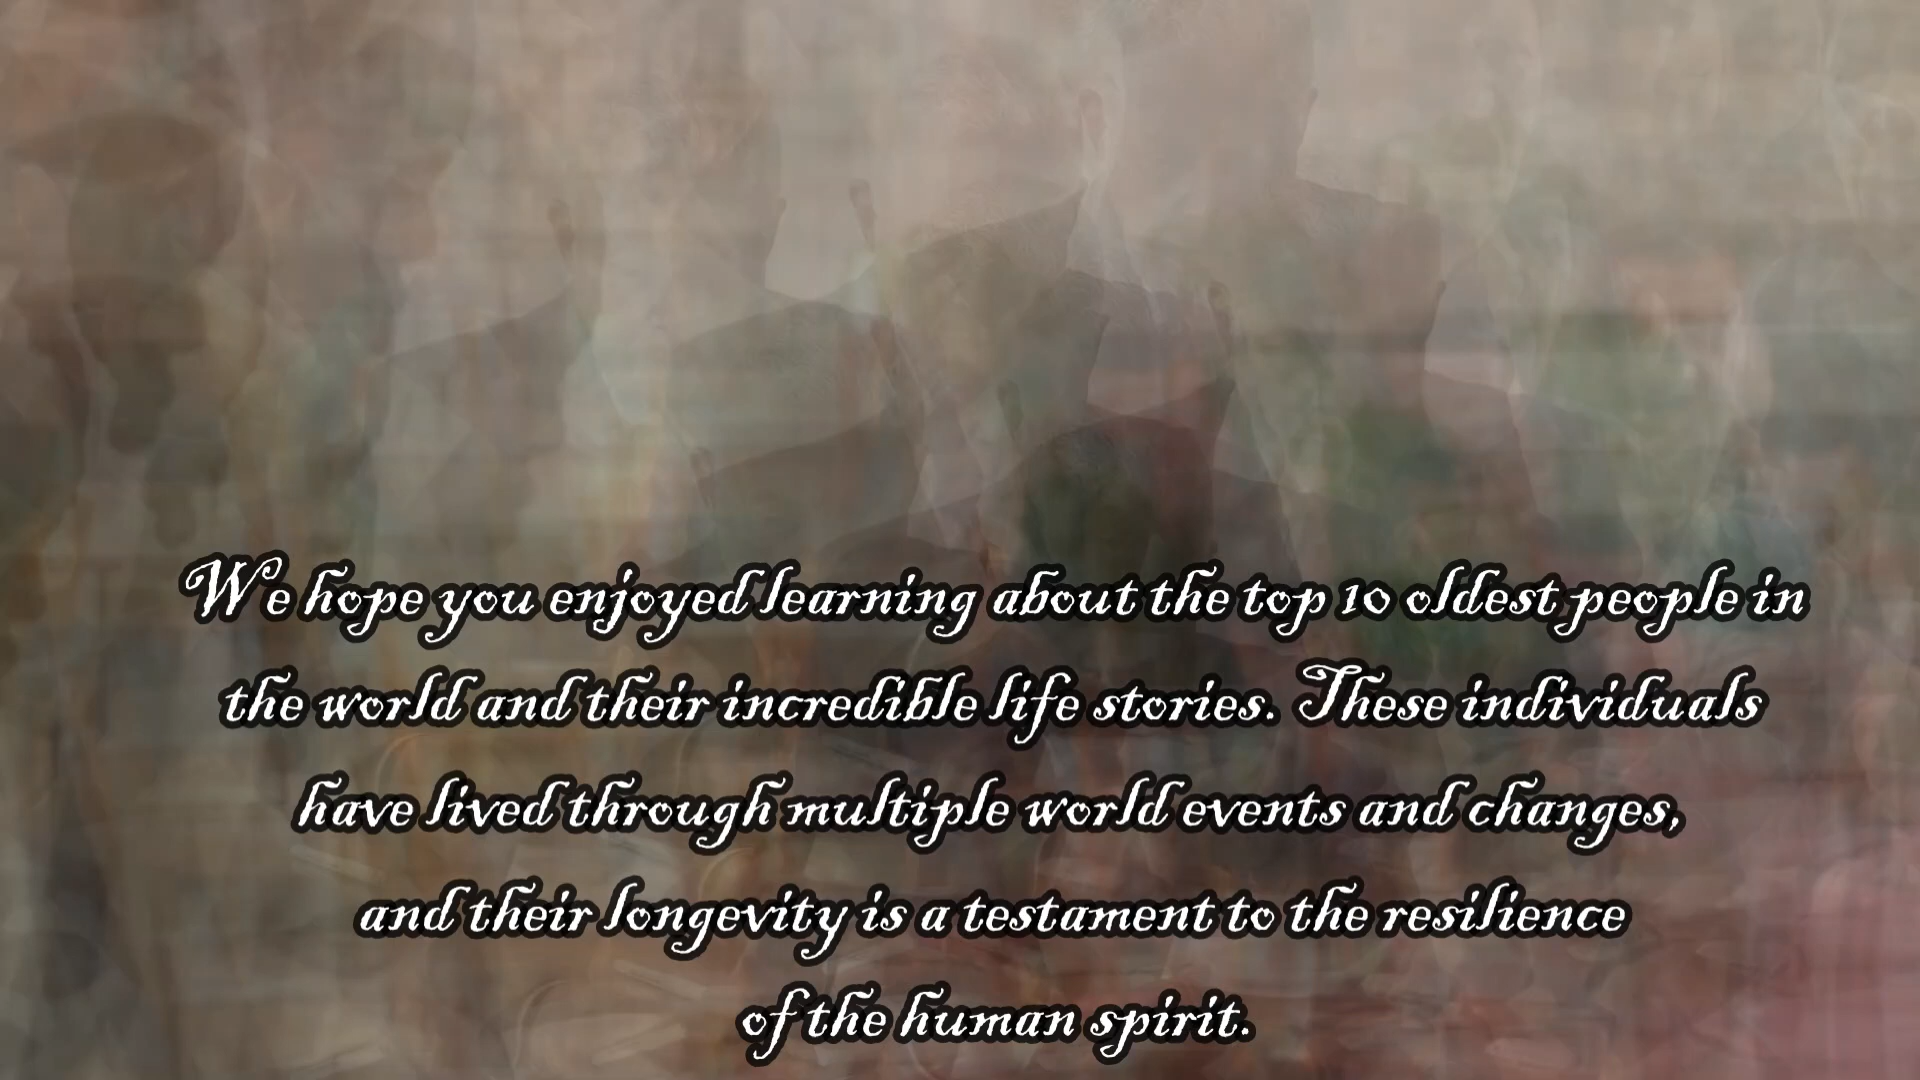 We hope you enjoyed learning about the top 10 oldest people in
the world and their incredible life stories. These individuals
have lived through multiple world events and changes,
and their longevity is a testament to the resilience
of the human spirit.